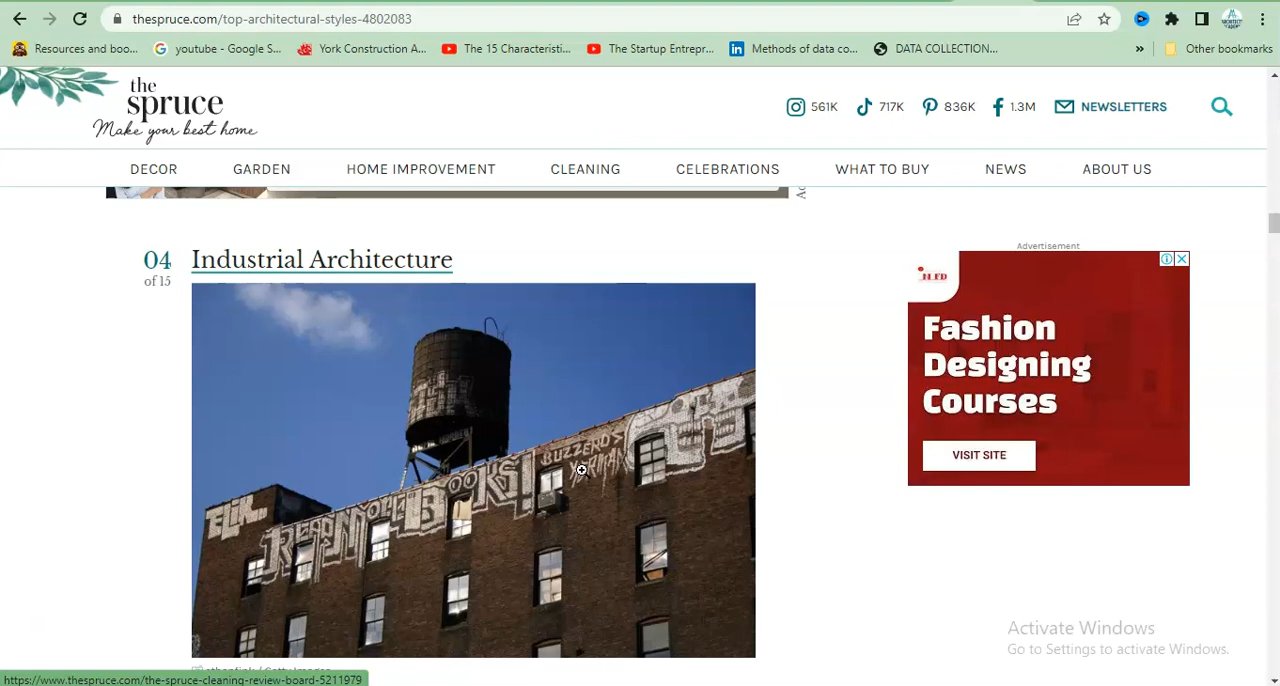 thespruce.com/top-architectural-styles-4802083
Resources and boo...
youtube - Google S...
York Construction A...
The 15 Characteristi...
The Startup Entrepr...
Methods of data co...
DATA COLLECTION...
»
Other bookmarks
the
spruce
Make your best home
561K
717K
836K
1.3M
NEWSLETTERS
DECOR
GARDEN
HOME IMPROVEMENT
CLEANING
CELEBRATIONS
WHAT TO BUY
NEWS
ABOUT US
04
of 15
Industrial Architecture
READ MORE BOOKS!
BUZZERD'S
Advertisement
Fashion
Designing
Courses
VISIT SITE
Activate Windows
Go to Settings to activate Windows.
https://www.thespruce.com/the-spruce-cleaning-review-board-5211979